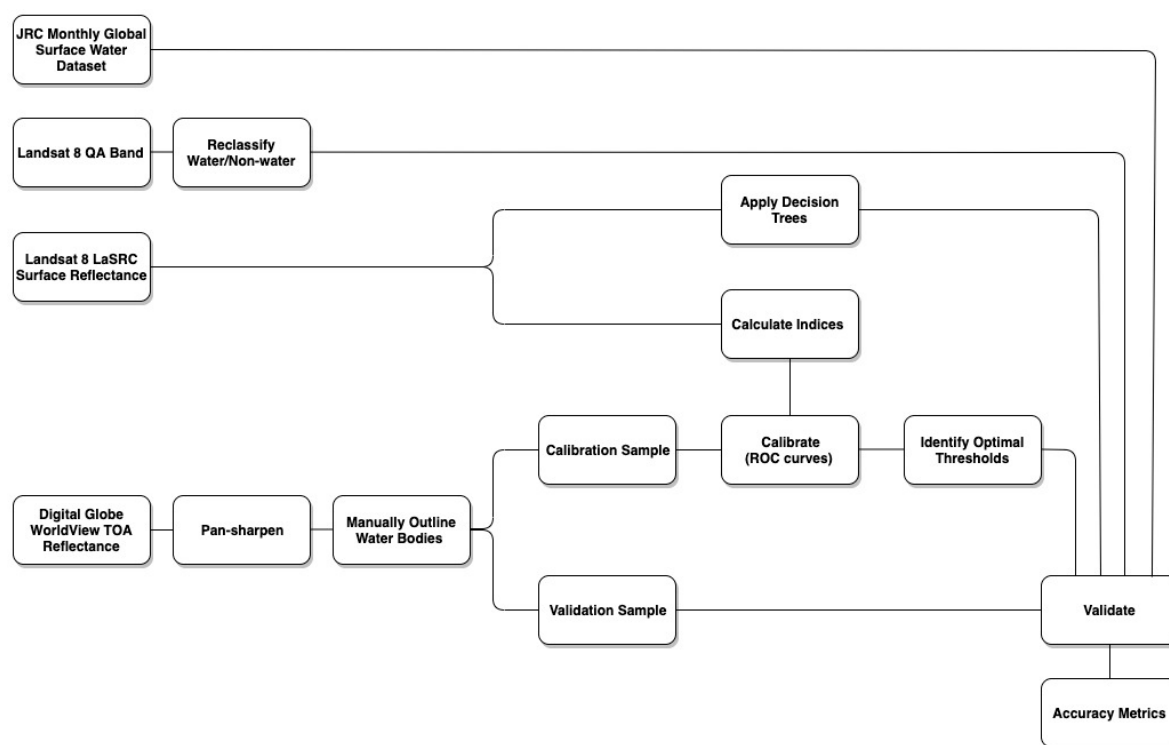 JRC Monthly Global
Surface Water
Dataset
Landsat 8 QA Band
Reclassify
Water/Non-water
Apply Decision
Trees
Landsat 8 LaSRC
Surface Reflectance
Calculate Indices
Calibration Sample
Calibrate
(ROC curves)
Identify Optimal
Thresholds
Digital Globe
WorldView TOA
Reflectance
Pan-sharpen
Manually Outline
Water Bodies
Validation Sample
Validate
Accuracy Metrics